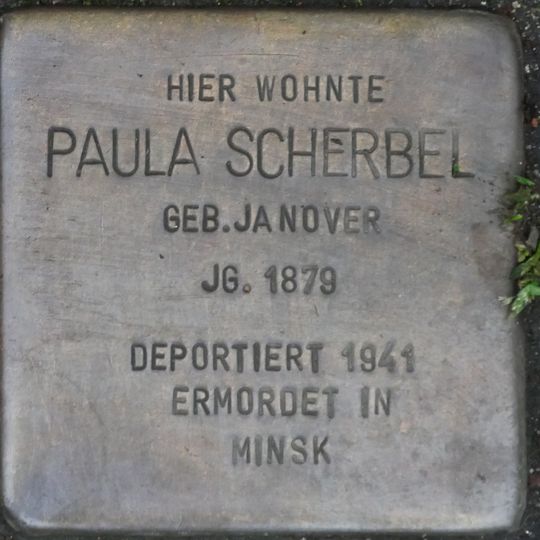 HIER WOHNTE
PAULA SCHERBEL
GEB.JANOVER
JG. 1879
DEPORTIERT 1941
ERMORDET IN
MINSK